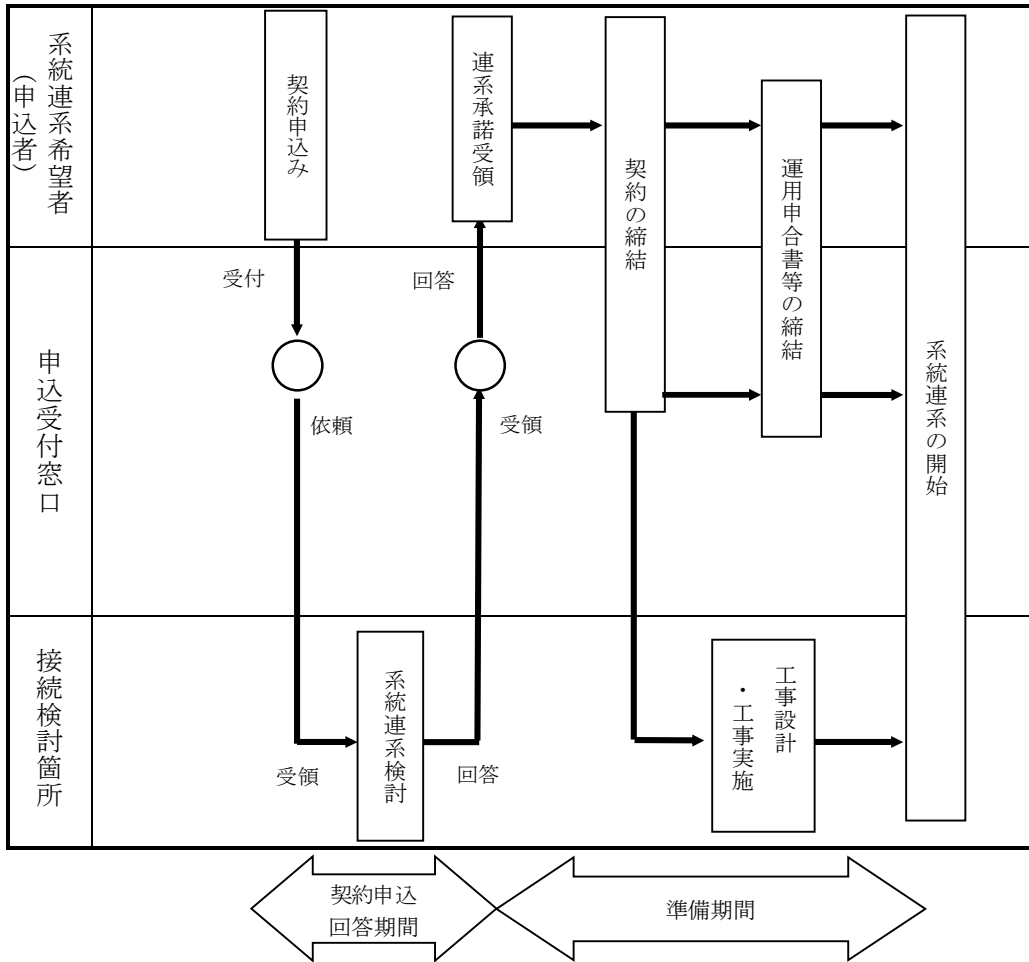 系統連系希望者
（申込者）
契約申込み
連系承諾受領
契約の締結
運用申合書等の締結
系統連系の開始
受付
回答
申込受付窓口
依頼
受領
接続検討箇所
受領
系統連系検討
回答
工事設計
・工事実施
契約申込
回答期間
準備期間